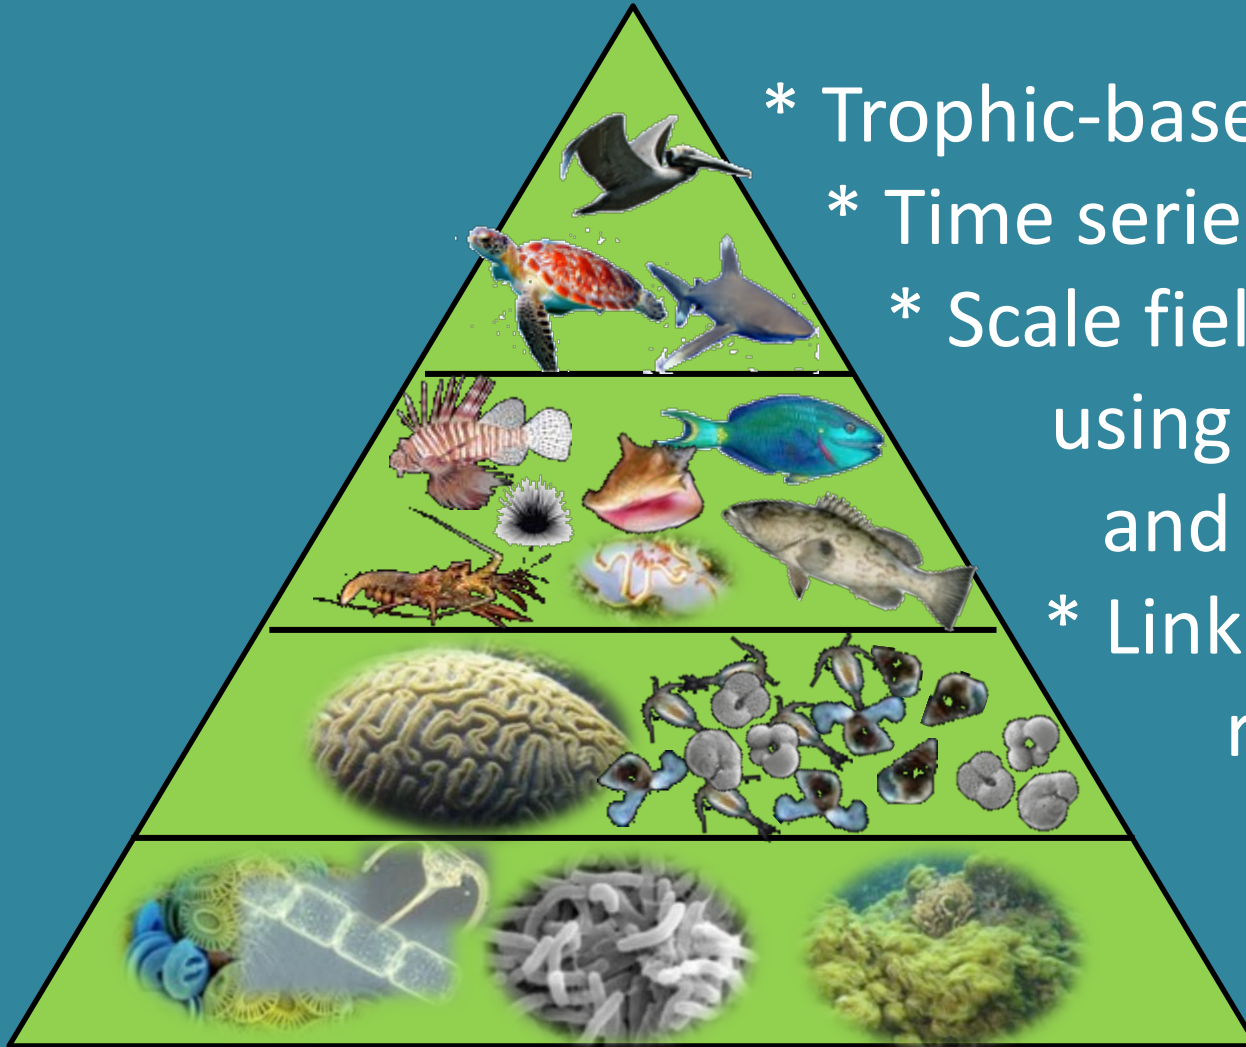 * Trophic-base
* Time serie
* Scale fiel
using
and
* Link